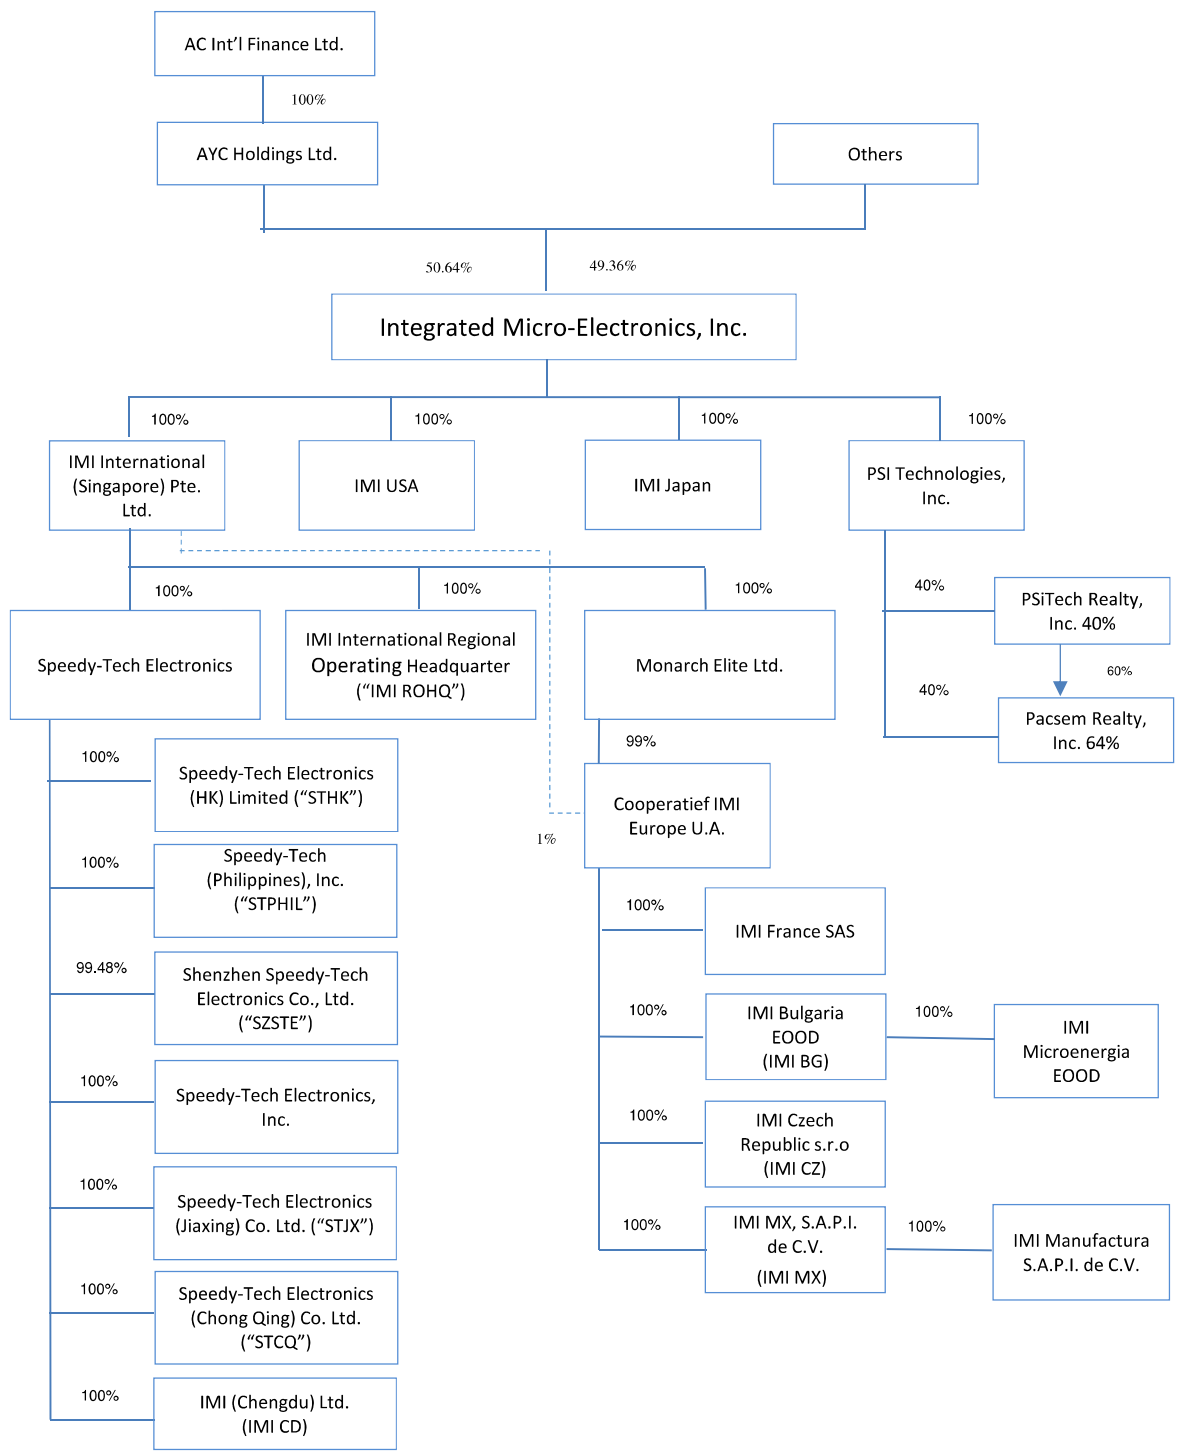 AC Int’l Finance Ltd.
100%
AYC Holdings Ltd.
Others
50.64%
49.36%
Integrated Micro-Electronics, Inc.
100%
100%
100%
100%
IMI International
(Singapore) Pte.
Ltd.
IMI USA
IMI Japan
PSI Technologies,
Inc.
100%
100%
100%
40%
PSiTech Realty,
Inc. 40%
60%
40%
Pacsem Realty,
Inc. 64%
Speedy-Tech Electronics
IMI International Regional
Operating Headquarter
(“IMI ROHQ”)
Monarch Elite Ltd.
99%
Cooperatief IMI
Europe U.A.
1%
100%
Speedy-Tech Electronics
(HK) Limited (“STHK”)
100%
Speedy-Tech
(Philippines), Inc.
(“STPHIL”)
99.48%
Shenzhen Speedy-Tech
Electronics Co., Ltd.
(“SZSTE”)
100%
Speedy-Tech Electronics,
Inc.
100%
Speedy-Tech Electronics
(Jiaxing) Co. Ltd. (“STJX”)
100%
Speedy-Tech Electronics
(Chong Qing) Co. Ltd.
(“STCQ”)
100%
IMI (Chengdu) Ltd.
(IMI CD)
100%
IMI France SAS
100%
IMI Bulgaria
EOOD
(IMI BG)
100%
IMI
Microenergia
EOOD
100%
IMI Czech
Republic s.r.o
(IMI CZ)
100%
IMI MX, S.A.P.I.
de C.V.
(IMI MX)
100%
IMI Manufactura
S.A.P.I. de C.V.